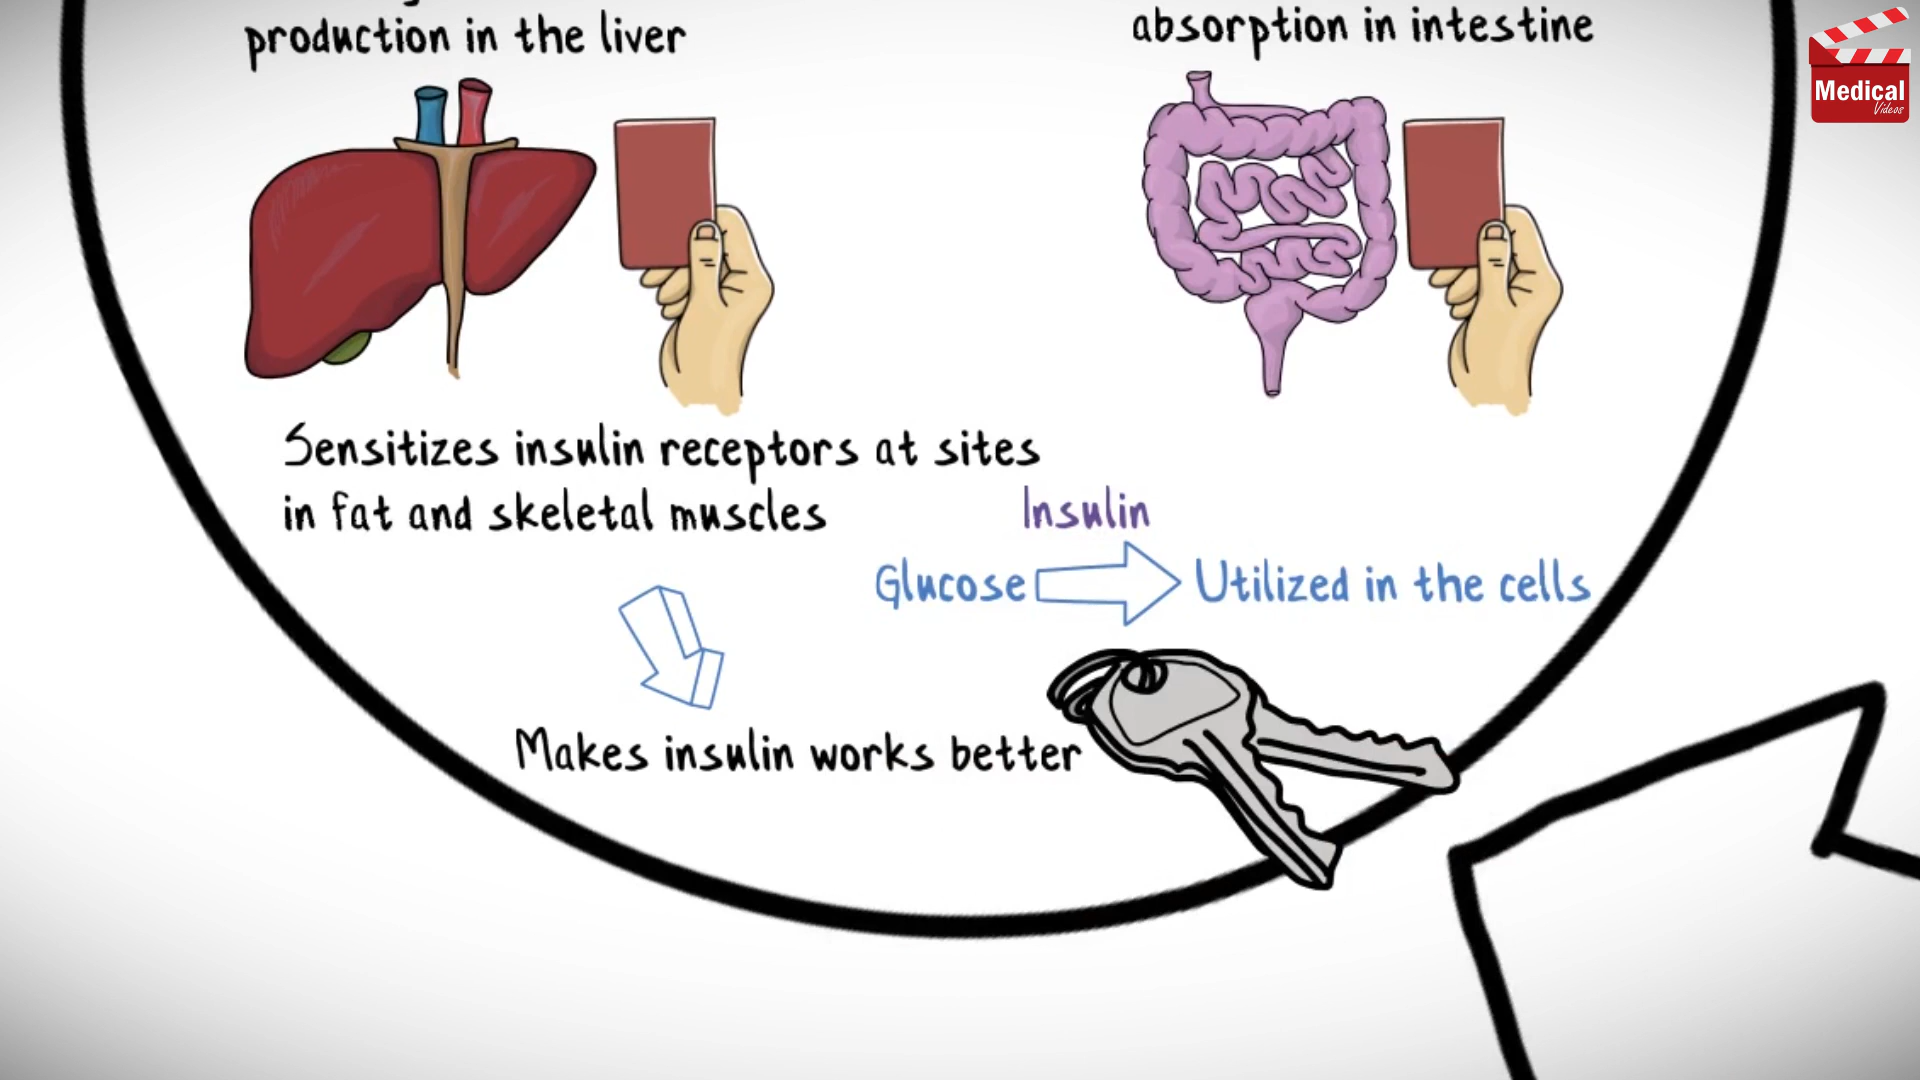 production in the liver
absorption in intestine
Medical
Videos
Sensitizes insulin receptors at sites
in fat and skeletal muscles
Insulin
Glucose
Utilized in the cells
Makes insulin works better